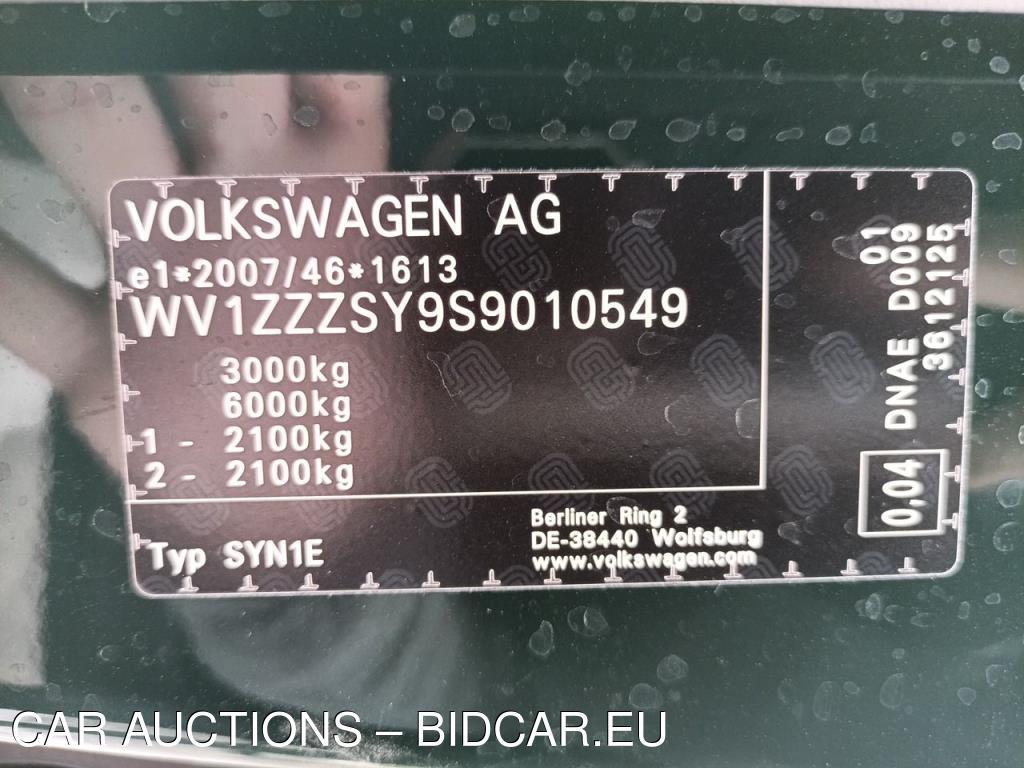 VOLKSWAGEN AG
e1*2007/46*1613
WV1ZZZSY9S9010549
3000kg
6000kg
1 - 2100kg
2 - 2100kg
Typ SYN1E
Berliner Ring 2
DE-38440 Wolfsburg
www.volkswagen.com
01
0,04 DNAE D009
3612125
CAR AUCTIONS – BIDCAR.EU